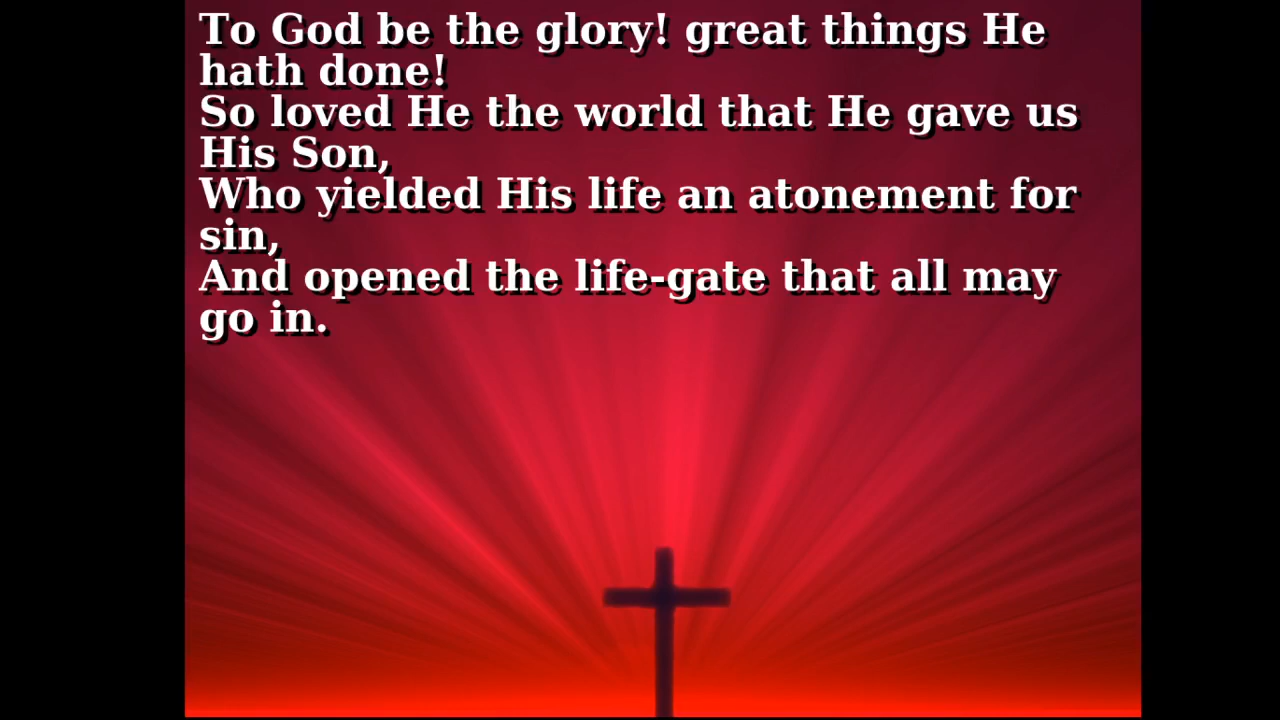 To God be the glory! great things He
hath done!
So loved He the world that He gave us
His Son,
Who yielded His life an atonement for
sin,
And opened the life-gate that all may
go in.